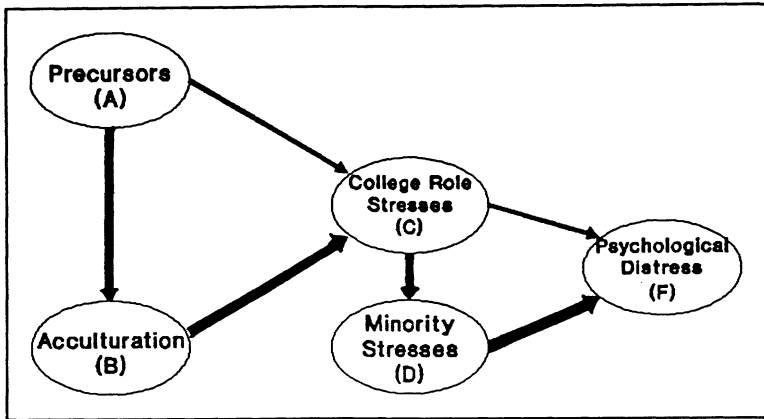 Precursors
(A)
College Role
Stresses
(C)
Psychological
Distress
(F)
Acculturation
(B)
Minority
Stresses
(D)